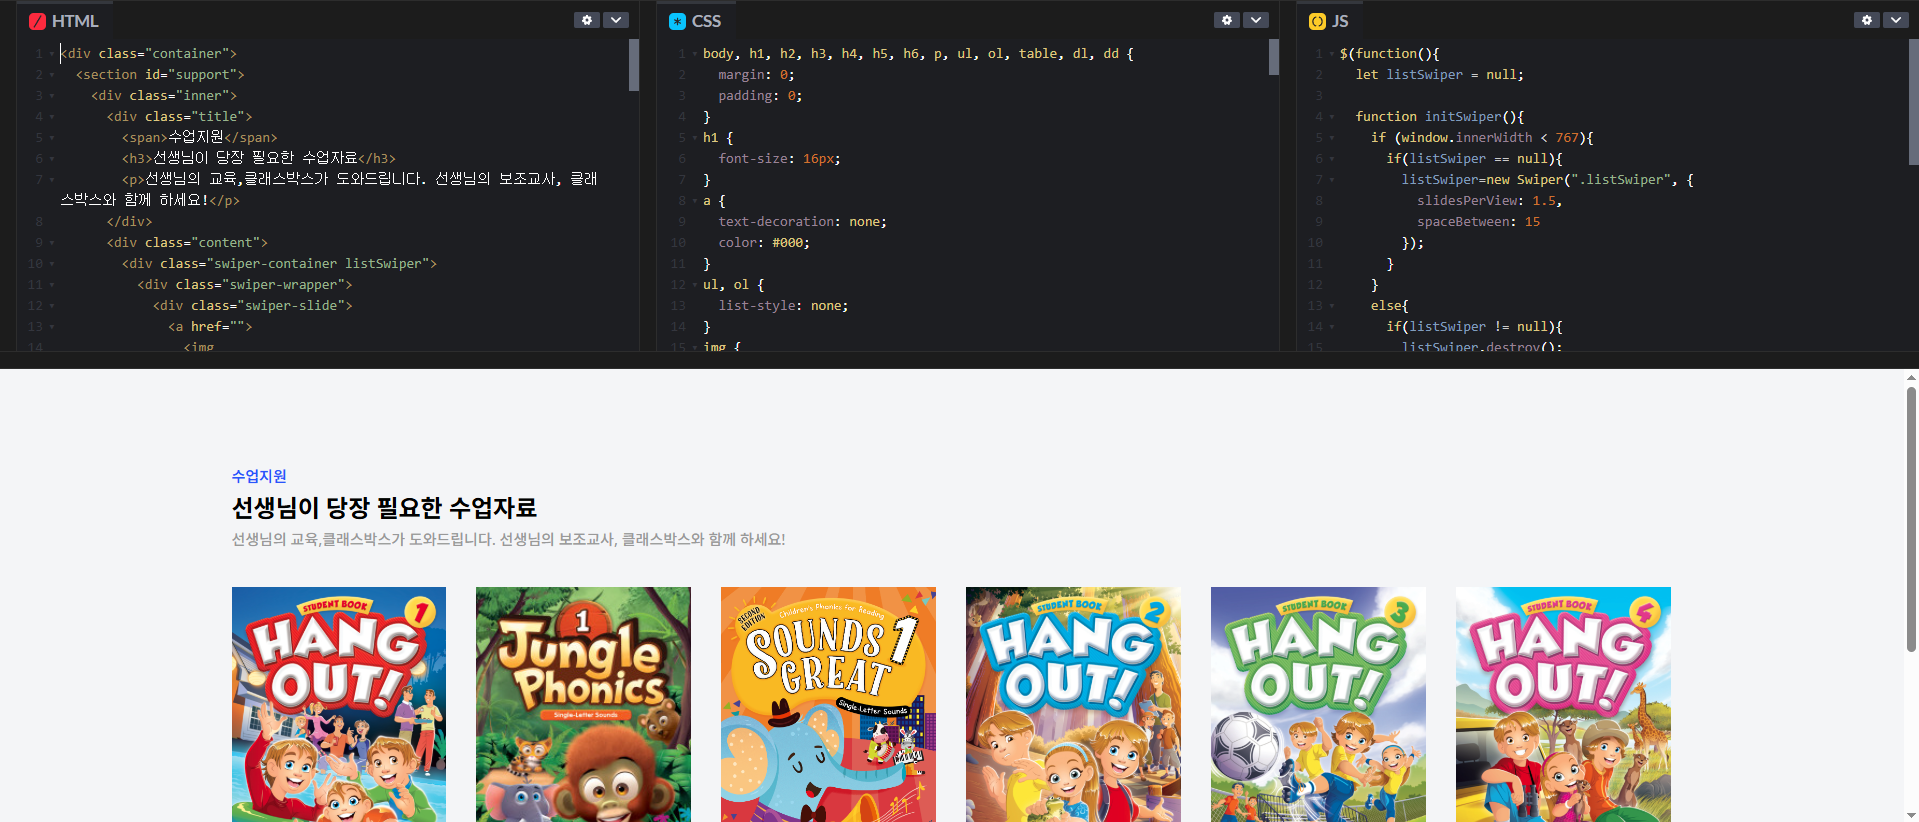 HTML
1 <div class="container">
2 <section id="support">
3 <div class="inner">
4 <div class="title">
5 <span>수업지원</span>
6 <h3>선생님이 당장 필요한 수업자료</h3>
7 <p>선생님의 교육,클래스박스가 도와드립니다. 선생님의 보조교사, 클래
스박스와 함께 하세요!</p>
8 </div>
9 <div class="content">
10 <div class="swiper-container listSwiper">
11 <div class="swiper-wrapper">
12 <div class="swiper-slide">
13 <a href="">
14 <img
CSS
1 body, h1, h2, h3, h4, h5, h6, p, ul, ol, table, dl, dd {
2 margin: 0;
3 padding: 0;
4 }
5 h1 {
6 font-size: 16px;
7 }
8 a {
9 text-decoration: none;
10 color: #000;
11 }
12 ul, ol {
13 list-style: none;
14 }
15 img {
JS
1 $(function(){
2 let listSwiper = null;
3
4 function initSwiper(){
5 if (window.innerWidth < 767){
6 if(listSwiper == null){
7 listSwiper=new Swiper(".listSwiper", {
8 slidesPerView: 1.5,
9 spaceBetween: 15
10 });
11 }
12 }
13 else{
14 if(listSwiper != null){
15 listSwiper.destroy();
수업지원
선생님이 당장 필요한 수업자료
선생님의 교육,클래스박스가 도와드립니다. 선생님의 보조교사, 클래스박스와 함께 하세요!
STUDENT BOOK 1
HANG
OUT!
1
Jungle
Phonics
Single-Letter Sounds
SECOND
EDITION
Children's Phonics for Reading
SOUNDS 1
GREAT
Single-Letter Sounds
STUDENT BOOK 2
HANG
OUT!
STUDENT BOOK 3
HANG
OUT!
STUDENT BOOK 4
HANG
OUT!